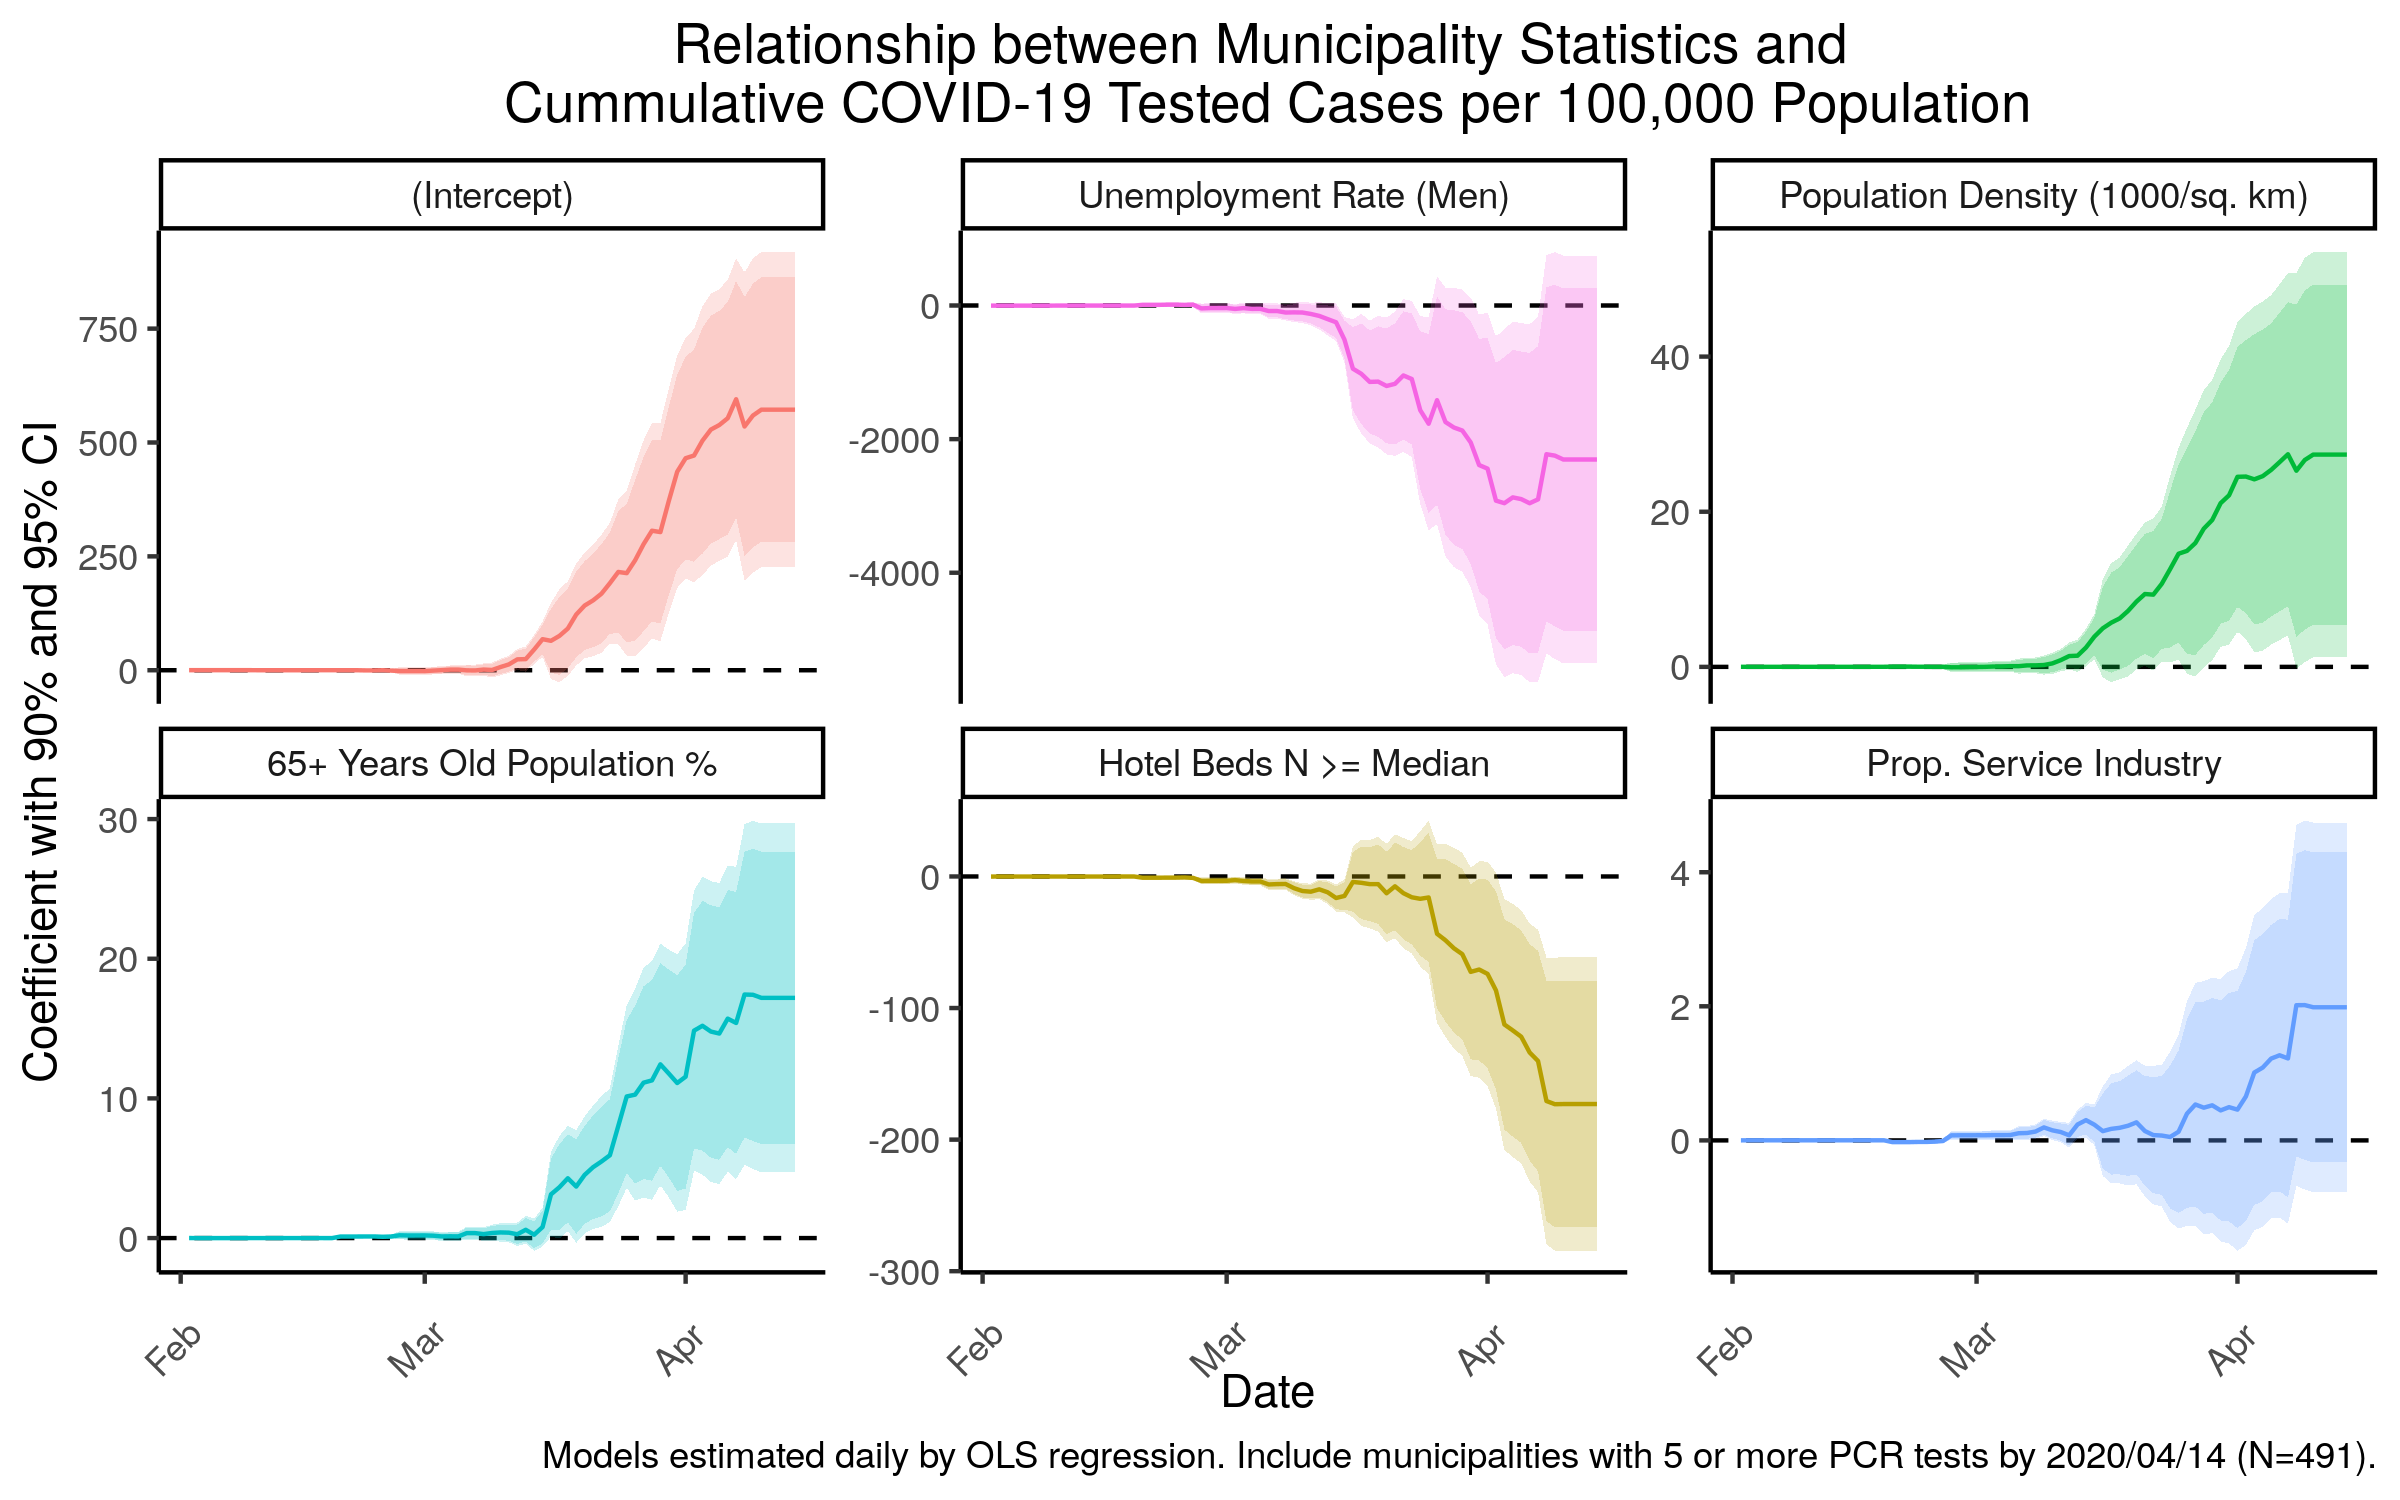 Relationship between Municipality Statistics and
Cummulative COVID-19 Tested Cases per 100,000 Population
Coefficient with 90% and 95% CI
(Intercept)
750
500
250
0
Unemployment Rate (Men)
0
-2000
-4000
Population Density (1000/sq. km)
40
20
0
65+ Years Old Population %
30
20
10
0
Feb
Mar
Apr
Hotel Beds N >= Median
0
-100
-200
-300
Feb
Mar
Apr
Prop. Service Industry
4
2
0
Feb
Mar
Apr
Date
Models estimated daily by OLS regression. Include municipalities with 5 or more PCR tests by 2020/04/14 (N=491).